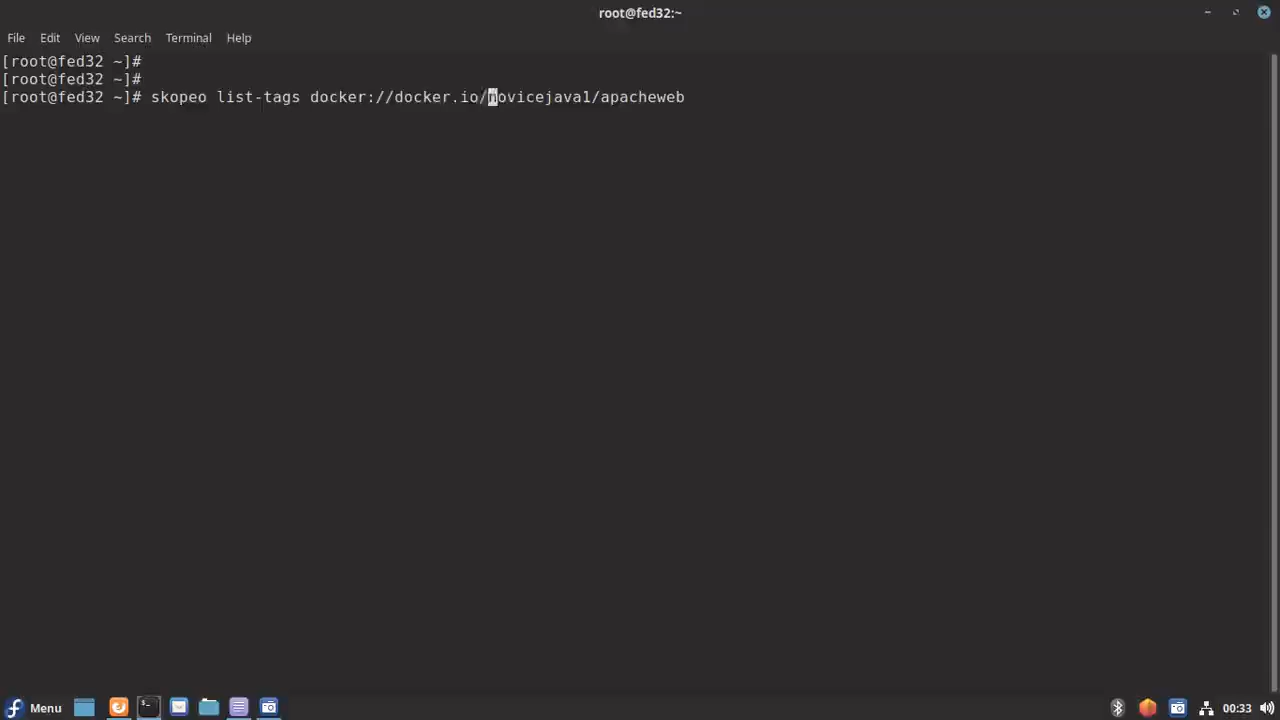 root@fed32:~
File Edit View Search Terminal Help
[root@fed32 ~]#
[root@fed32 ~]#
[root@fed32 ~]# skopeo list-tags docker://docker.io/novicejava1/apacheweb
Menu 00:33